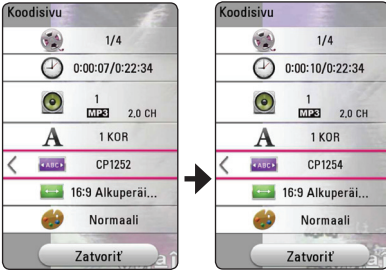 Koodisivu
1/4
0:00:07/0:22:34
1
MP3 2,0 CH
A 1 KOR
ABC CP1252
16:9 Alkuperäi...
Normaali
Zatvoriť
Koodisivu
1/4
0:00:10/0:22:34
1
MP3 2,0 CH
A 1 KOR
ABC CP1254
16:9 Alkuperäi...
Normaali
Zatvoriť